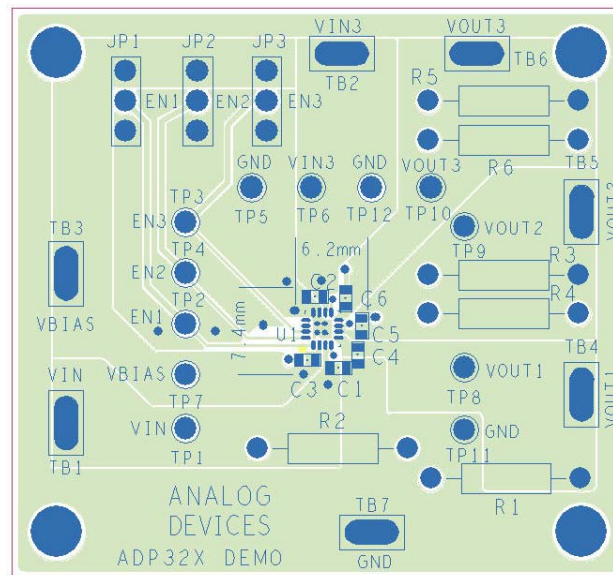 JP1 JP2 JP3
VIN3
VOUT3
TB2
TB6
EN1 EN2 EN3
R5
R6
GND VIN3 GND VOUT3
TP5 TP6 TP12 TP10
TB5
VOUT2
TP3
EN3
TP4
EN2
TP2
EN1
TB3
VBIAS
VOUT2
TP9
6.2mm
7.4mm
C2
C6
C5
C4
U1
C3
C1
R3
R4
VIN
TB1
VBIAS
TP7
VIN
TP1
R2
VOUT1
TP8
GND
TP11
TB4
VOUT1
R1
ANALOG
DEVICES
ADP32X DEMO
TB7
GND